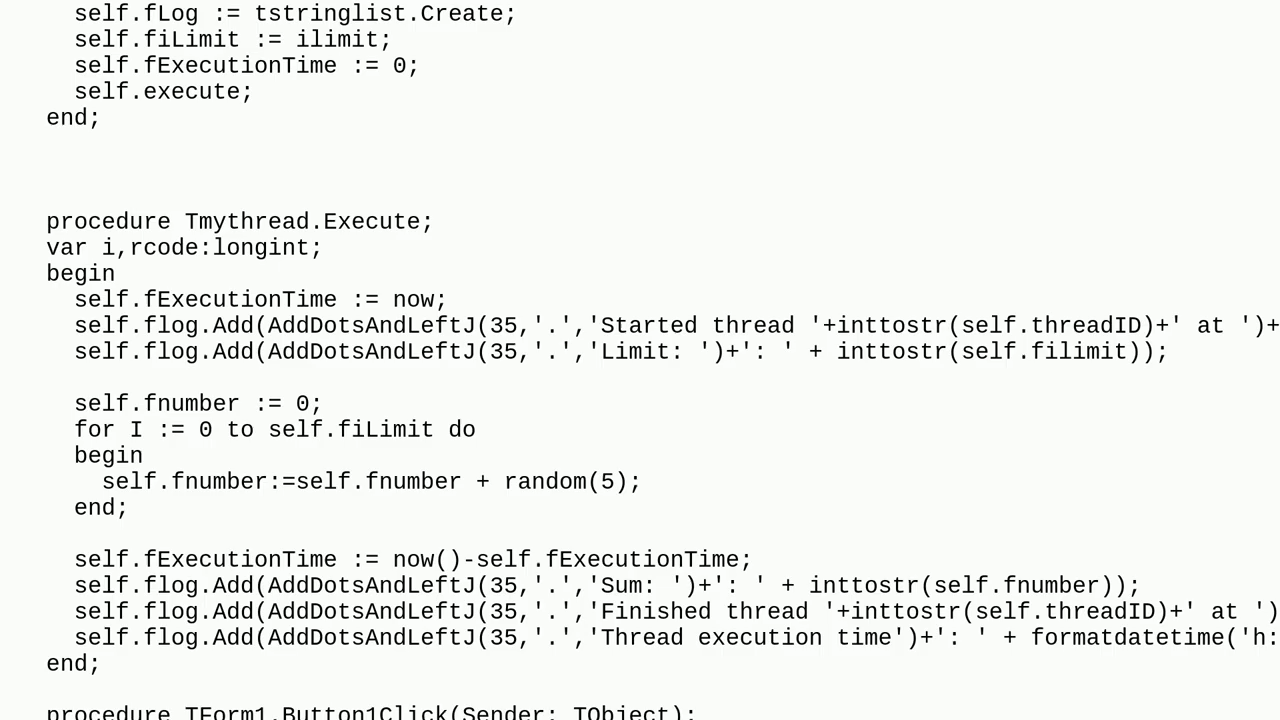 self.fLog := tstringlist.Create;
self.fiLimit := ilimit;
self.fExecutionTime := 0;
self.execute;
end;
procedure Tmythread.Execute;
var i,rcode:longint;
begin
self.fExecutionTime := now;
self.flog.Add(AddDotsAndLeftJ(35,'.','Started thread '+inttostr(self.threadID)+' at ')+
self.flog.Add(AddDotsAndLeftJ(35,'.','Limit: ')+': ' + inttostr(self.filimit));
self.fnumber := 0;
for I := 0 to self.fiLimit do
begin
self.fnumber:=self.fnumber + random(5);
end;
self.fExecutionTime := now()-self.fExecutionTime;
self.flog.Add(AddDotsAndLeftJ(35,'.','Sum: ')+': ' + inttostr(self.fnumber));
self.flog.Add(AddDotsAndLeftJ(35,'.','Finished thread '+inttostr(self.threadID)+' at ')
self.flog.Add(AddDotsAndLeftJ(35,'.','Thread execution time')+': ' + formatdatetime('h:
end;
procedure TForm1.Button1Click(Sender: TObject);